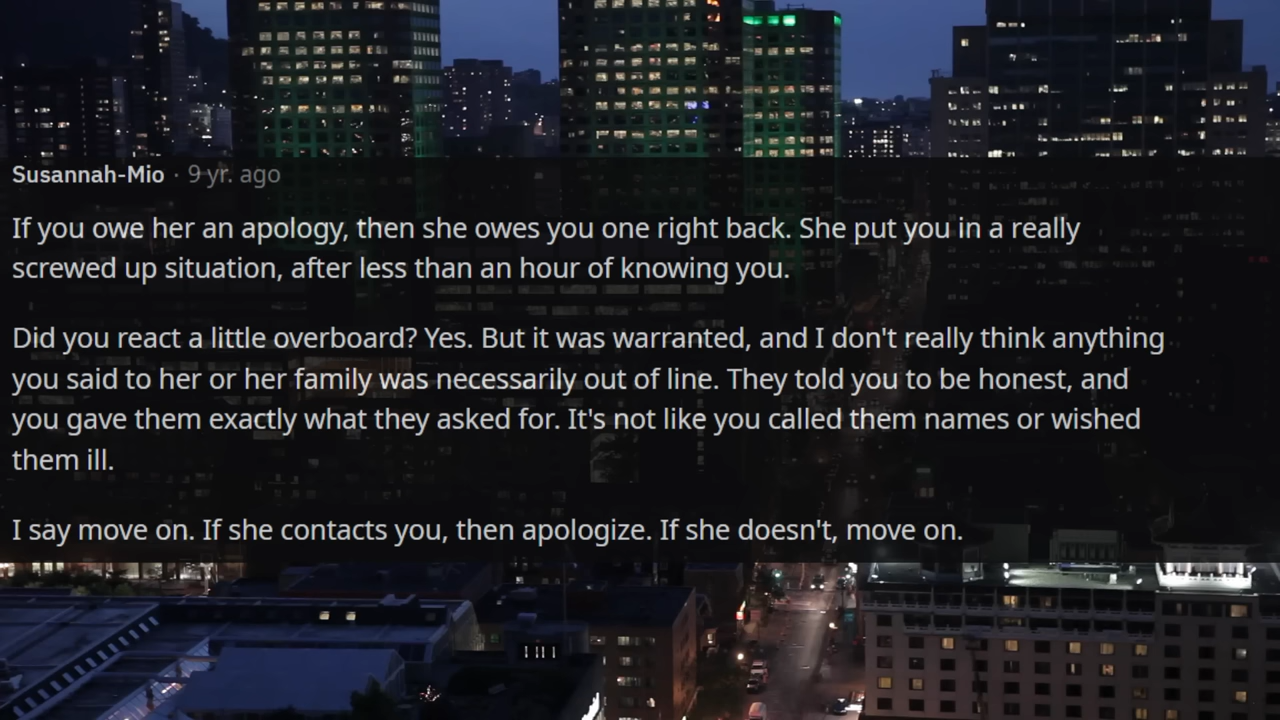 Susannah-Mio · 9 yr. ago
If you owe her an apology, then she owes you one right back. She put you in a really
screwed up situation, after less than an hour of knowing you.
Did you react a little overboard? Yes. But it was warranted, and I don't really think anything
you said to her or her family was necessarily out of line. They told you to be honest, and
you gave them exactly what they asked for. It's not like you called them names or wished
them ill.
I say move on. If she contacts you, then apologize. If she doesn't, move on.